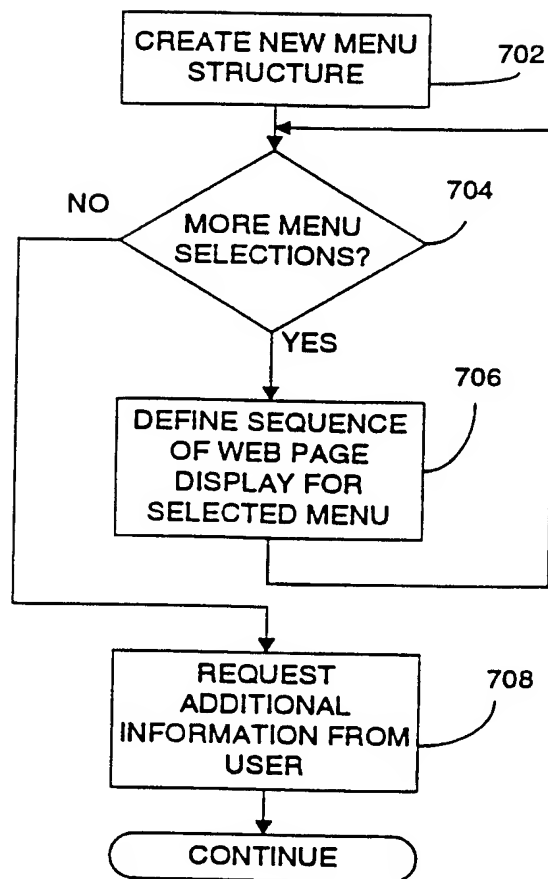 CREATE NEW MENU
STRUCTURE
702
704
NO
MORE MENU
SELECTIONS?
YES
706
DEFINE SEQUENCE
OF WEB PAGE
DISPLAY FOR
SELECTED MENU
REQUEST
ADDITIONAL
INFORMATION FROM
USER
708
CONTINUE